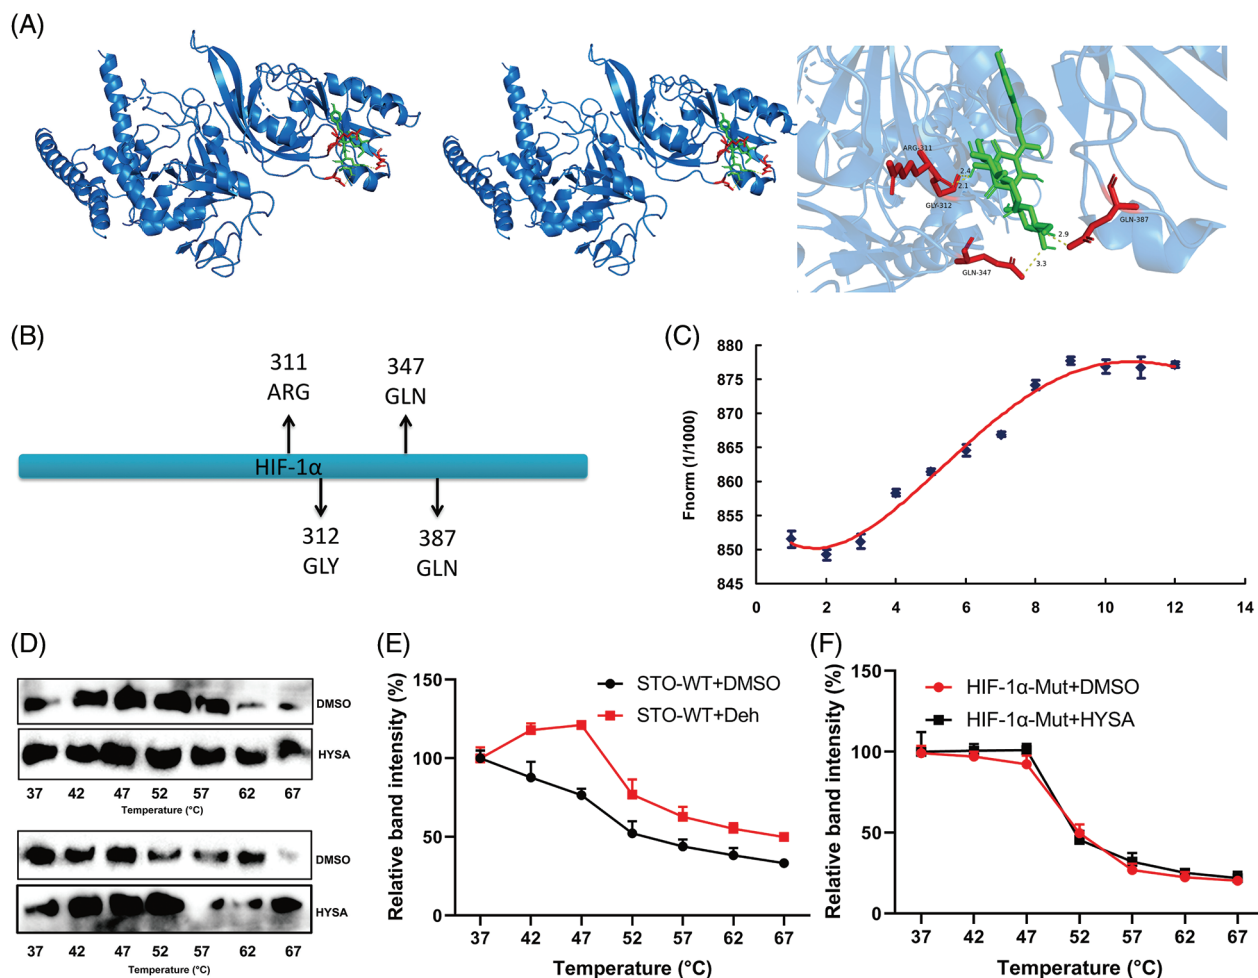 (A)
ARG-311
2.4
2.1
GLY-312
GLN-387
2.9
GLN-347
3.3
(B)
311
ARG
347
GLN
HIF-1α
312
GLY
387
GLN
(C)
880
875
870
865
860
855
850
845
Fnorm (1/1000)
0 2 4 6 8 10 12 14
(D)
DMSO
HYSA
37 42 47 52 57 62 67
Temperature (°C)
DMSO
HYSA
37 42 47 52 57 62 67
Temperature (°C)
(E)
150
100
50
0
Relative band intensity (%)
STO-WT+DMSO
STO-WT+Deh
37 42 47 52 57 62 67
Temperature (°C)
(F)
150
100
50
0
Relative band intensity (%)
HIF-1α-Mut+DMSO
HIF-1α-Mut+HYSA
37 42 47 52 57 62 67
Temperature (°C)